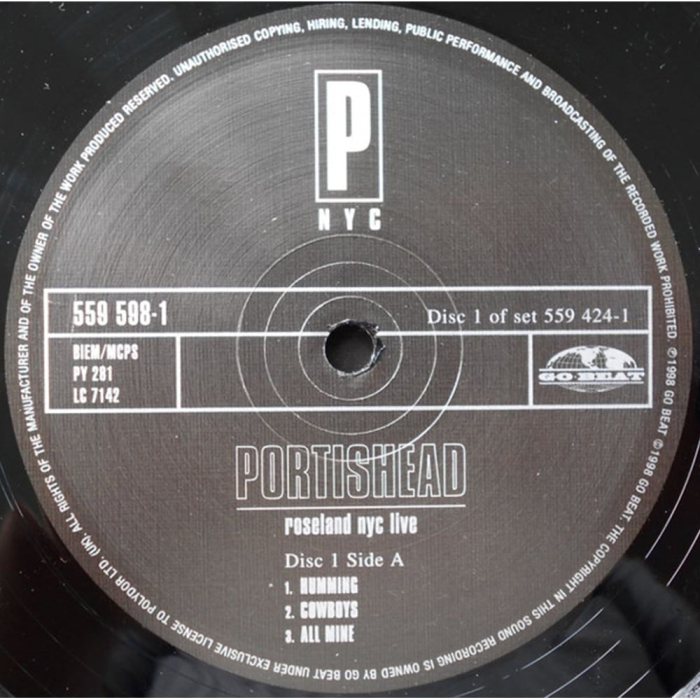 ALL RIGHTS OF THE MANUFACTURER AND OF THE OWNER OF THE WORK PRODUCED RESERVED. UNAUTHORISED COPYING, HIRING, LENDING, PUBLIC PERFORMANCE AND BROADCASTING OF THE RECORDED WORK PROHIBITED. ℗1998 GO BEAT ©1998 GO BEAT. THE COPYRIGHT IN THIS SOUND RECORDING IS OWNED BY GO BEAT UNDER EXCLUSIVE LICENSE TO POLYDOR LTD. (UK).
P
NYC
559 598-1
Disc 1 of set 559 424-1
BIEM/MCPS
PY 281
LC 7142
GO BEAT
PORTISHEAD
roseland nyc live
Disc 1 Side A
1. HUMMING
2. COWBOYS
3. ALL MINE